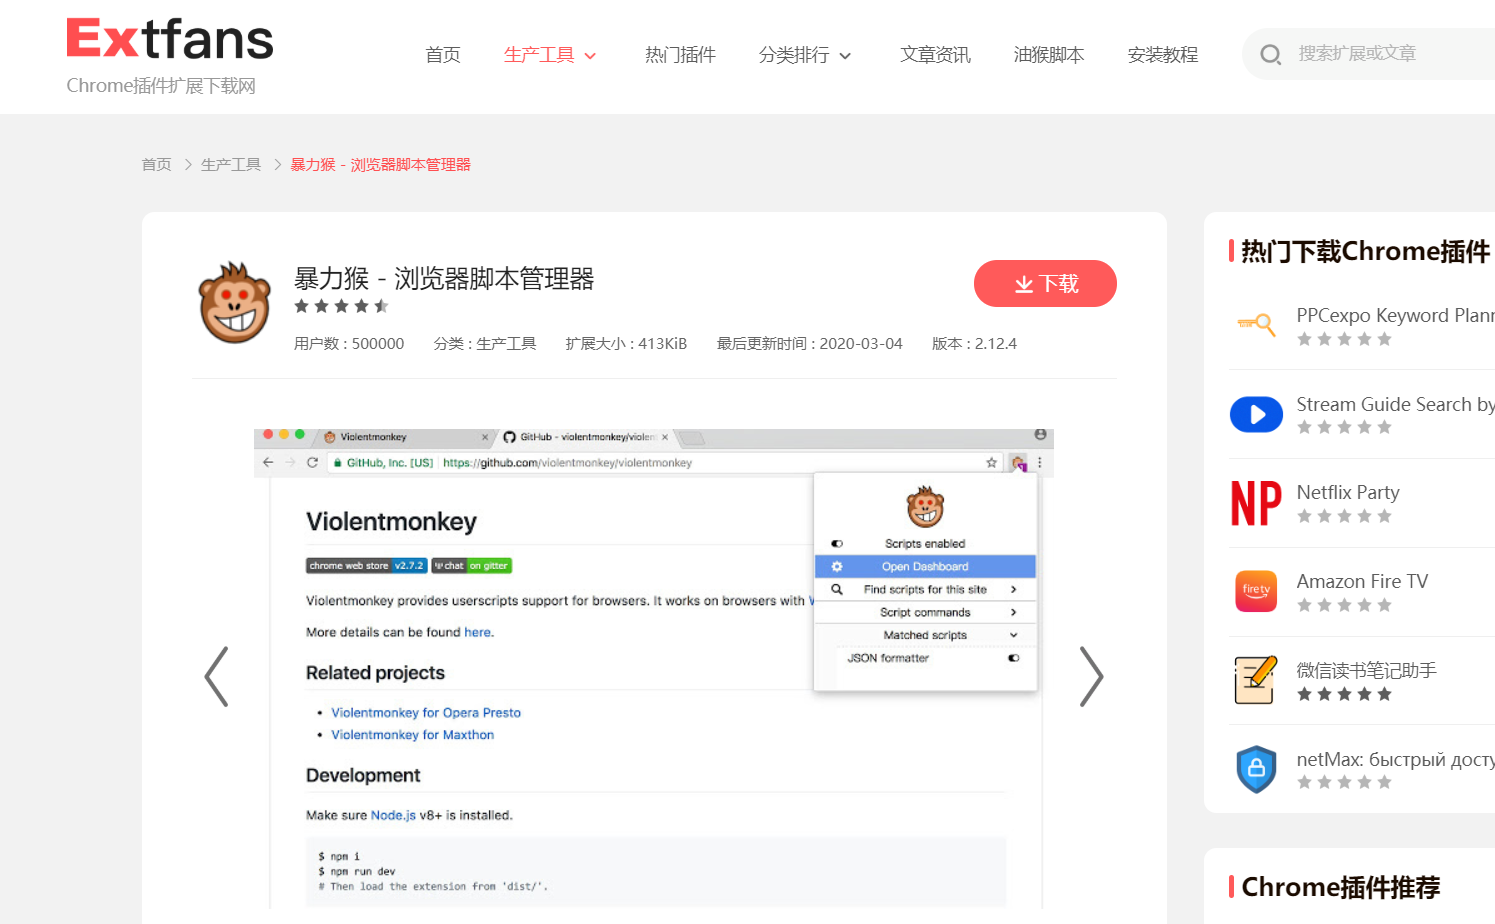 Extfans
Chrome插件扩展下载网
首页 生产工具 热门插件 分类排行 文章资讯 油猴脚本 安装教程 搜索扩展或文章
首页 > 生产工具 > 暴力猴 - 浏览器脚本管理器
暴力猴 - 浏览器脚本管理器
下载
用户数 : 500000 分类 : 生产工具 扩展大小 : 413KiB 最后更新时间 : 2020-03-04 版本 : 2.12.4
Violentmonkey × GitHub - violentmonkey/violen ×
GitHub, Inc. [US] https://github.com/violentmonkey/violentmonkey
Violentmonkey
chrome web store v2.7.2 chat on gitter
Violentmonkey provides userscripts support for browsers. It works on browsers with
More details can be found here.
Related projects
• Violentmonkey for Opera Presto
• Violentmonkey for Maxthon
Development
Make sure Node.js v8+ is installed.
$ npm i
$ npm run dev
# Then load the extension from 'dist/'.
Scripts enabled
Open Dashboard
Find scripts for this site
Script commands
Matched scripts
JSON formatter
热门下载Chrome插件
PPCexpo Keyword Plann
Stream Guide Search by
NP
Netflix Party
fire tv
Amazon Fire TV
微信读书笔记助手
netMax: быстрый досту
Chrome插件推荐